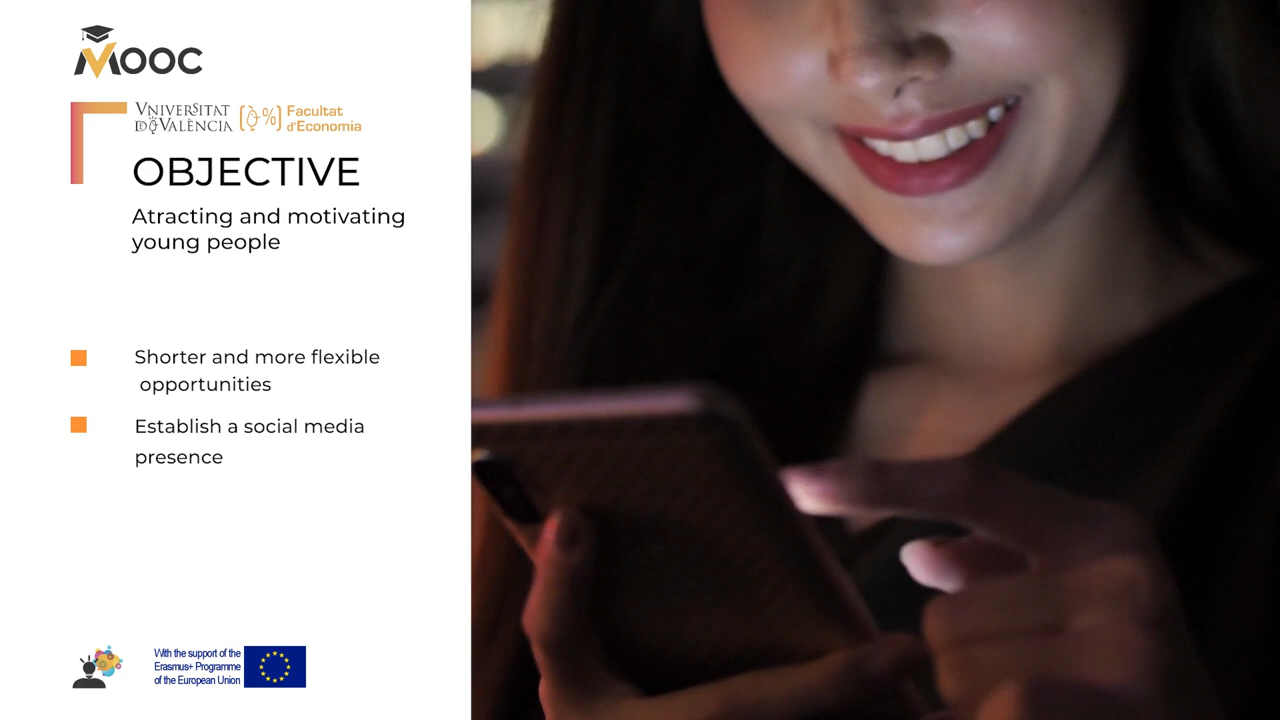 MOOC
VNIVERSITAT
DE VALÈNCIA
% Facultat
d'Economia
OBJECTIVE
Atracting and motivating
young people
Shorter and more flexible
opportunities
Establish a social media
presence
With the support of the
Erasmus+ Programme
of the European Union